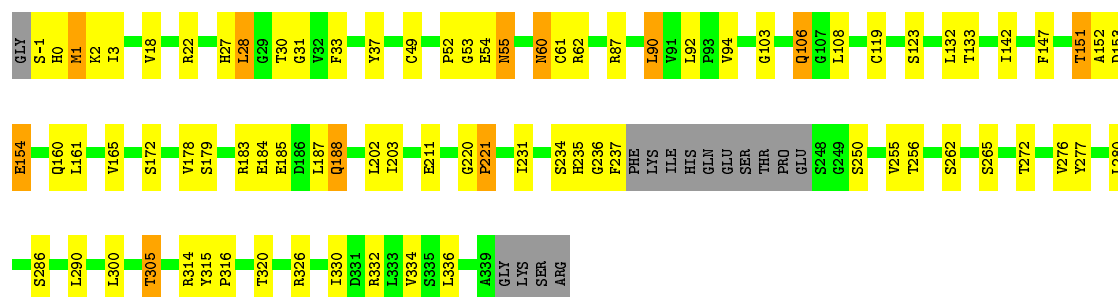 GLY S-1 H0 M1 K2 I3 V18 R22 H27 L28 G29 T30 G31 V32 F33 Y37 C49 P52 G53 E54 N55 N60 C61 R62 R87 L90 V91 L92 P93 V94 G103 Q106 G107 L108 C119 S123 L132 T133 I142 F147 T151 A152 D153
E154 Q160 L161 V165 S172 V178 S179 R183 E184 E185 D186 L187 Q188 L202 I203 E211 G220 P221 I231 S234 H235 G236 F237 PHE LYS ILE HIS GLN GLU SER THR PRO GLU S248 G249 S250 V255 T256 S262 S265 T272 V276 Y277 L280
S286 L290 L300 T305 R314 Y315 P316 T320 R326 I330 D331 R332 L333 V334 S335 L336 A339 GLY LYS SER ARG